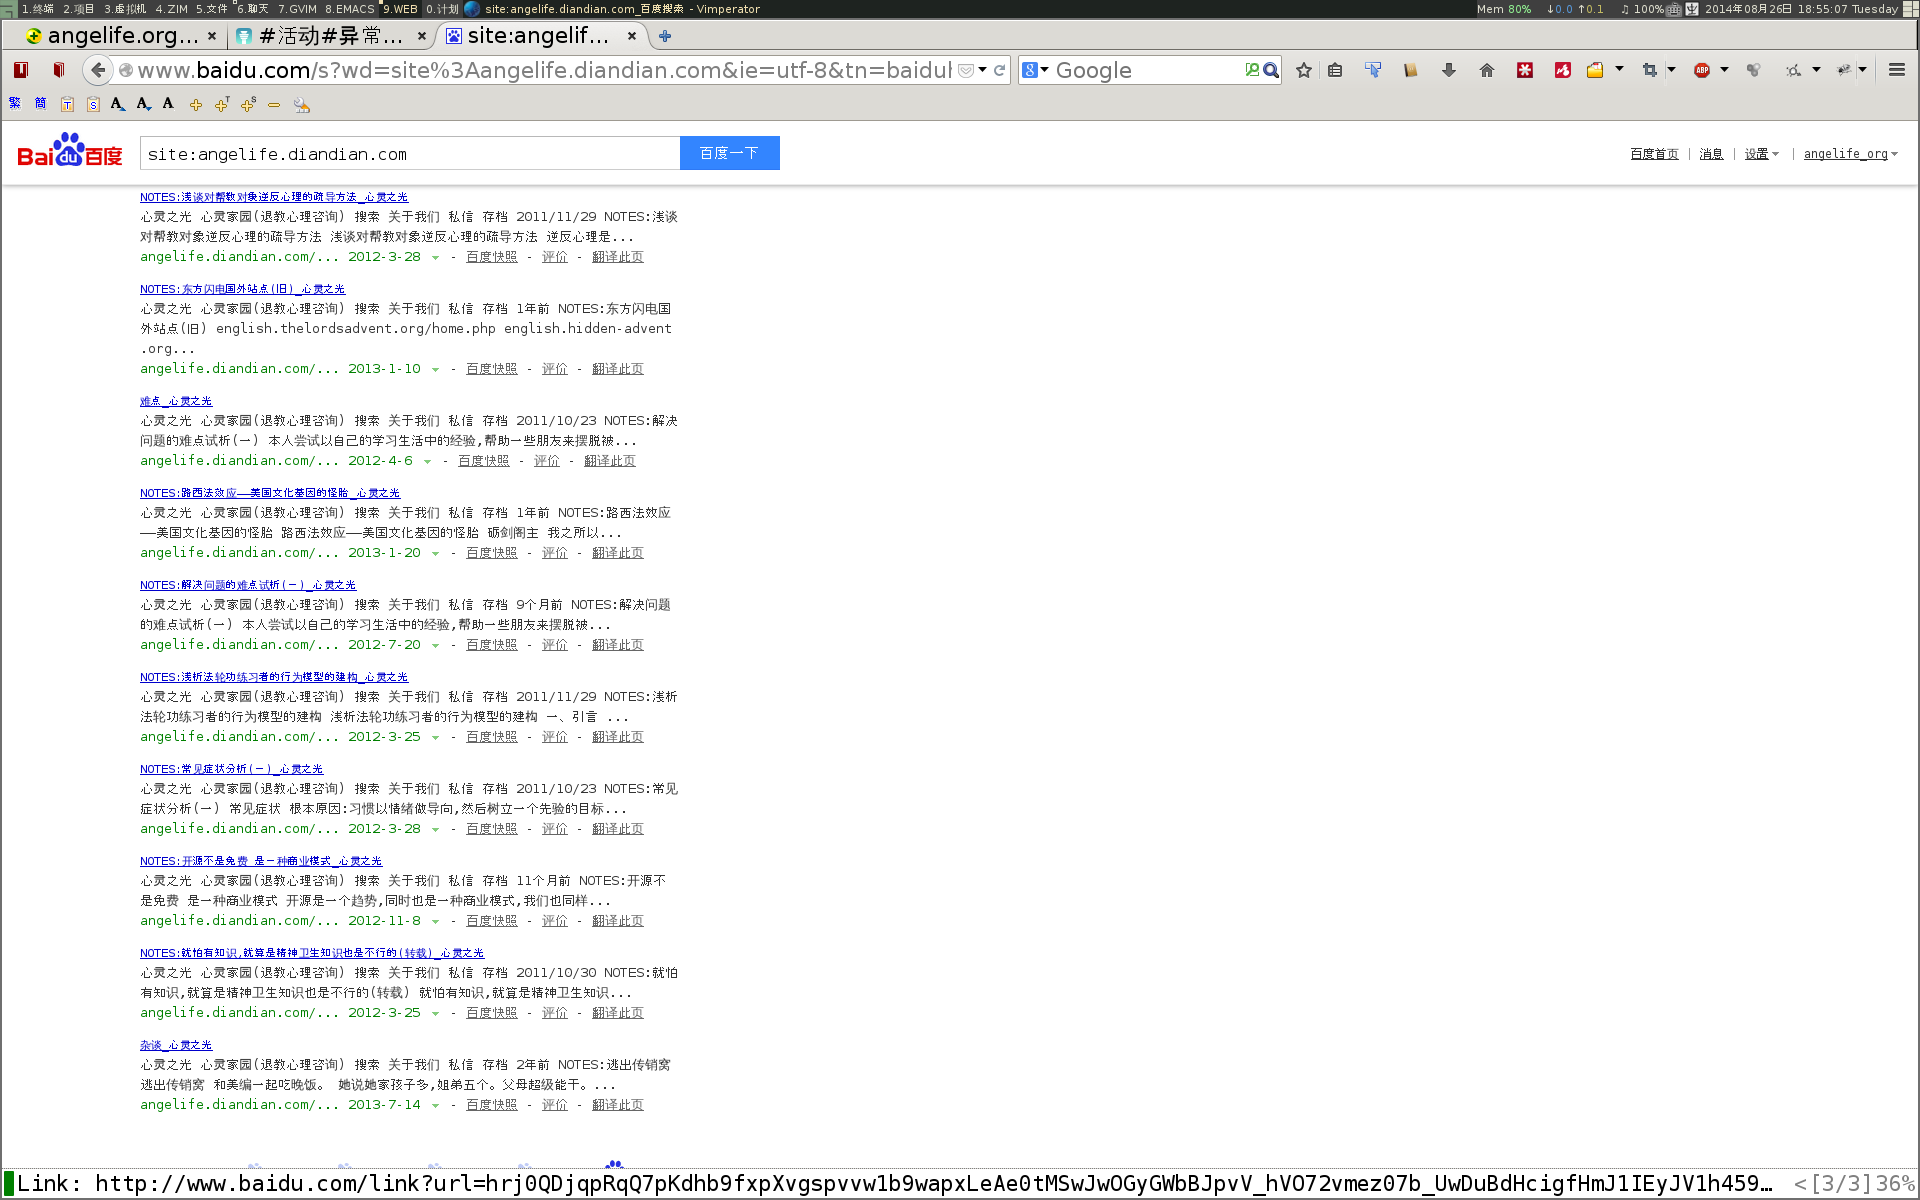 1.终端 2.项目 3.虚拟机 4.ZIM 5.文件 6.聊天 7.GVIM 8.EMACS 9.WEB 0.计划 site:angelife.diandian.com_百度搜索 - Vimperator Mem 80% ↓0.0 ↑0.1 ♫ 100% 2014年08月26日 18:55:07 Tuesday
angelife.org... × #活动#异常... × site:angelif... ×
www.baidu.com/s?wd=site%3Aangelife.diandian.com&ie=utf-8&tn=baiduh Google
繁 简 T S A A A
Bai du 百度 site:angelife.diandian.com 百度一下 百度首页 | 消息 | 设置 | angelife_org
NOTES:浅谈对帮教对象逆反心理的疏导方法_心灵之光
心灵之光 心灵家园(退教心理咨询) 搜索 关于我们 私信 存档 2011/11/29 NOTES:浅谈
对帮教对象逆反心理的疏导方法 浅谈对帮教对象逆反心理的疏导方法 逆反心理是...
angelife.diandian.com/... 2012-3-28 - 百度快照 - 评价 - 翻译此页
NOTES:东方闪电国外站点(旧)_心灵之光
心灵之光 心灵家园(退教心理咨询) 搜索 关于我们 私信 存档 1年前 NOTES:东方闪电国
外站点(旧) english.thelordsadvent.org/home.php english.hidden-advent
.org...
angelife.diandian.com/... 2013-1-10 - 百度快照 - 评价 - 翻译此页
难点_心灵之光
心灵之光 心灵家园(退教心理咨询) 搜索 关于我们 私信 存档 2011/10/23 NOTES:解决
问题的难点试析(一) 本人尝试以自己的学习生活中的经验,帮助一些朋友来摆脱被...
angelife.diandian.com/... 2012-4-6 - 百度快照 - 评价 - 翻译此页
NOTES:路西法效应——美国文化基因的怪胎_心灵之光
心灵之光 心灵家园(退教心理咨询) 搜索 关于我们 私信 存档 1年前 NOTES:路西法效应
——美国文化基因的怪胎 路西法效应——美国文化基因的怪胎 砺剑阁主 我之所以...
angelife.diandian.com/... 2013-1-20 - 百度快照 - 评价 - 翻译此页
NOTES:解决问题的难点试析(一)_心灵之光
心灵之光 心灵家园(退教心理咨询) 搜索 关于我们 私信 存档 9个月前 NOTES:解决问题
的难点试析(一) 本人尝试以自己的学习生活中的经验,帮助一些朋友来摆脱被...
angelife.diandian.com/... 2012-7-20 - 百度快照 - 评价 - 翻译此页
NOTES:浅析法轮功练习者的行为模型的建构_心灵之光
心灵之光 心灵家园(退教心理咨询) 搜索 关于我们 私信 存档 2011/11/29 NOTES:浅析
法轮功练习者的行为模型的建构 浅析法轮功练习者的行为模型的建构 一、引言 ...
angelife.diandian.com/... 2012-3-25 - 百度快照 - 评价 - 翻译此页
NOTES:常见症状分析(一)_心灵之光
心灵之光 心灵家园(退教心理咨询) 搜索 关于我们 私信 存档 2011/10/23 NOTES:常见
症状分析(一) 常见症状 根本原因:习惯以情绪做导向,然后树立一个先验的目标...
angelife.diandian.com/... 2012-3-28 - 百度快照 - 评价 - 翻译此页
NOTES:开源不是免费 是一种商业模式_心灵之光
心灵之光 心灵家园(退教心理咨询) 搜索 关于我们 私信 存档 11个月前 NOTES:开源不
是免费 是一种商业模式 开源是一个趋势,同时也是一种商业模式,我们也同样...
angelife.diandian.com/... 2012-11-8 - 百度快照 - 评价 - 翻译此页
NOTES:就怕有知识,就算是精神卫生知识也是不行的(转载)_心灵之光
心灵之光 心灵家园(退教心理咨询) 搜索 关于我们 私信 存档 2011/10/30 NOTES:就怕
有知识,就算是精神卫生知识也是不行的(转载) 就怕有知识,就算是精神卫生知识...
angelife.diandian.com/... 2012-3-25 - 百度快照 - 评价 - 翻译此页
杂谈_心灵之光
心灵之光 心灵家园(退教心理咨询) 搜索 关于我们 私信 存档 2年前 NOTES:逃出传销窝
逃出传销窝 和美编一起吃晚饭。 她说她家孩子多,姐弟五个。父母超级能干。...
angelife.diandian.com/... 2013-7-14 - 百度快照 - 评价 - 翻译此页
Link: http://www.baidu.com/link?url=hrj0QDjqpRqQ7pKdhb9fxpXvgspvvw1b9wapxLeAe0tMSwJwOGyGWbBJpvV_hVO72vmez07b_UwDuBdHcigfHmJ1IEyJV1h459... <[3/3]36%